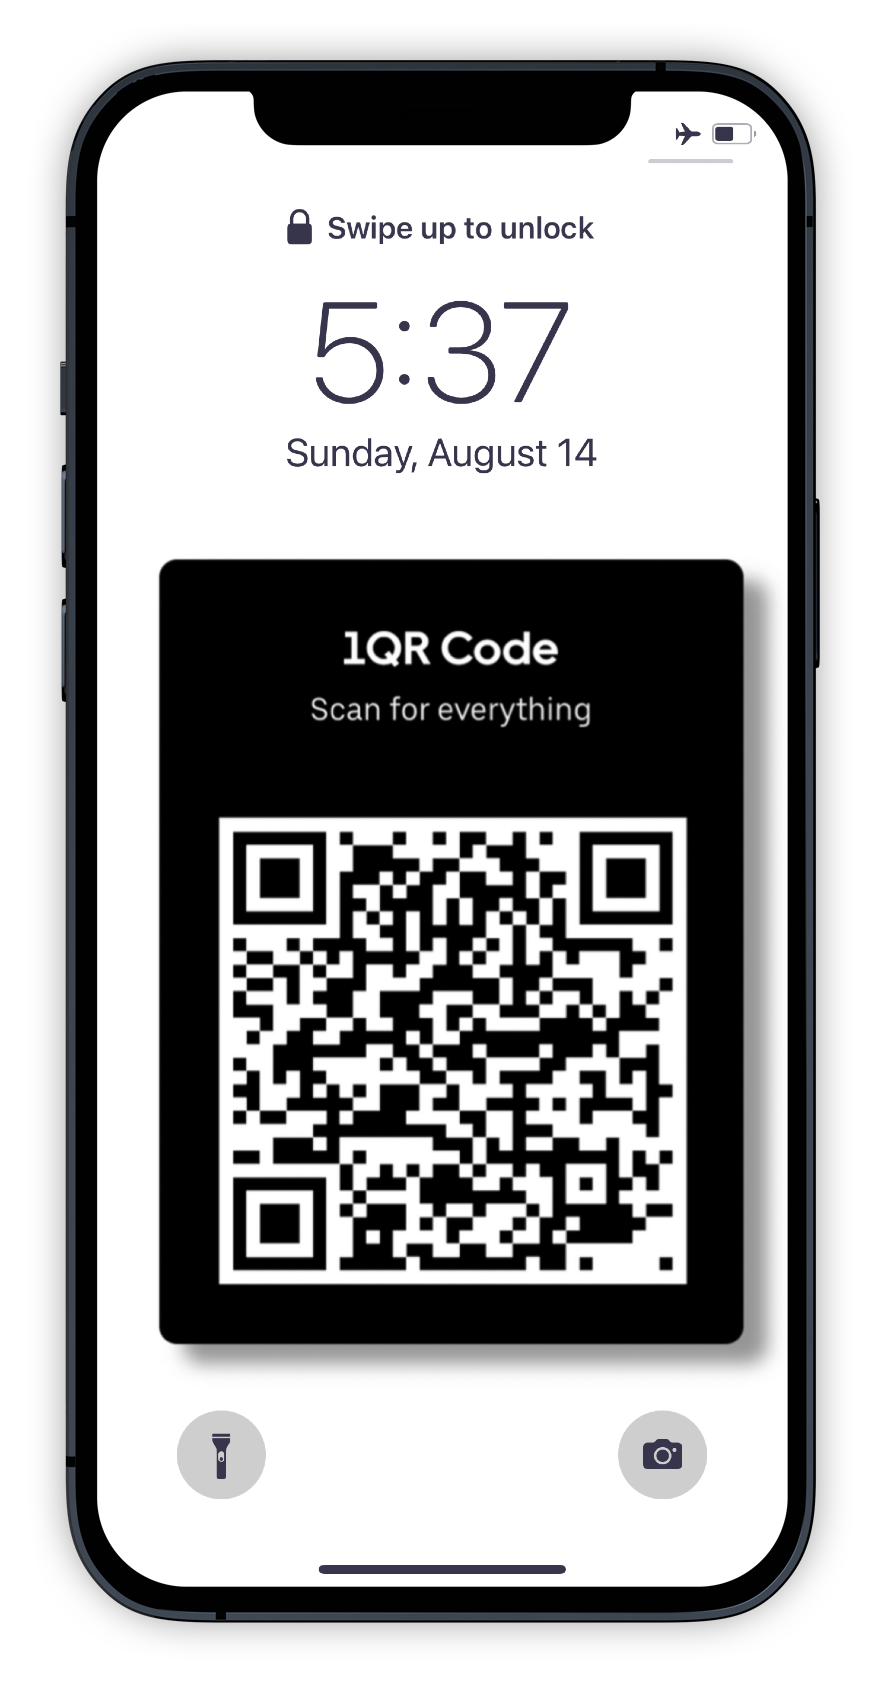 Swipe up to unlock
5:37
Sunday, August 14
1QR Code
Scan for everything